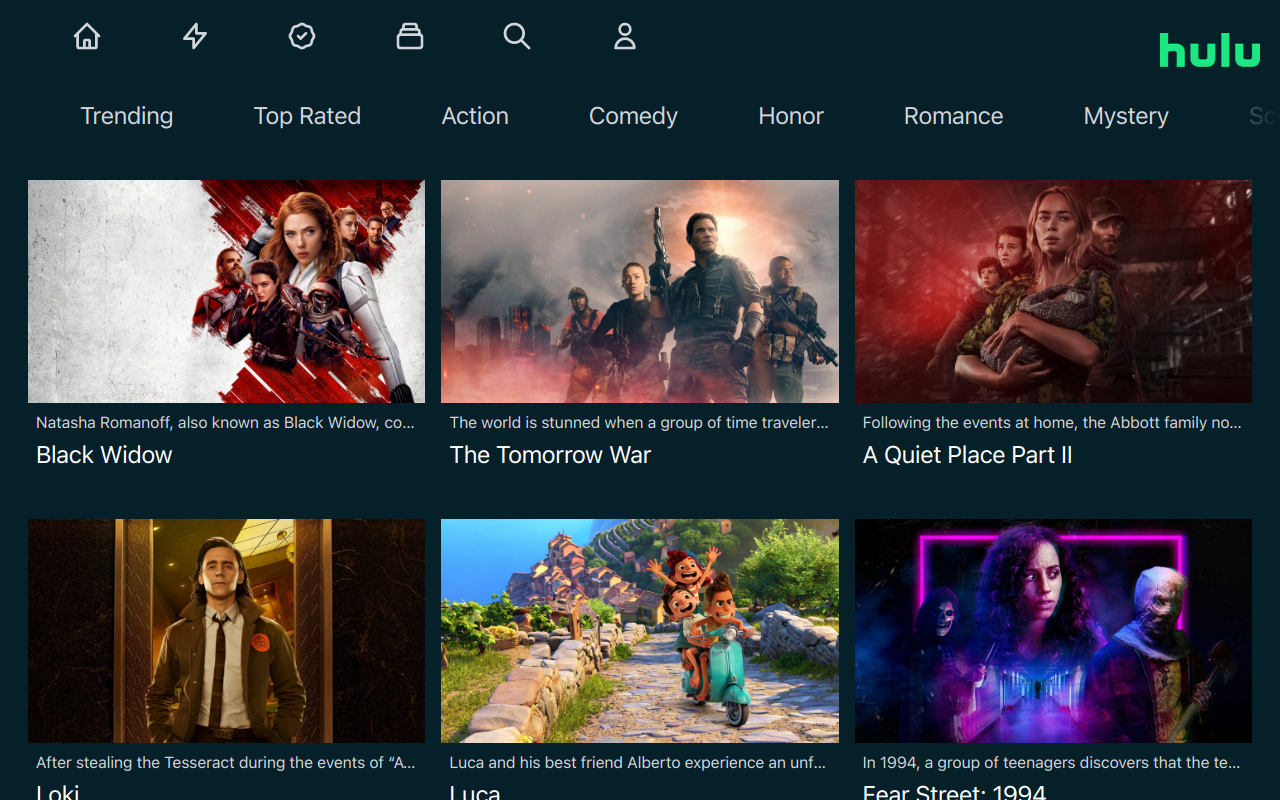 hulu
Trending Top Rated Action Comedy Honor Romance Mystery Sc
Natasha Romanoff, also known as Black Widow, co...
Black Widow
The world is stunned when a group of time traveler...
The Tomorrow War
Following the events at home, the Abbott family no...
A Quiet Place Part II
After stealing the Tesseract during the events of “A...
Loki
Luca and his best friend Alberto experience an unf...
Luca
In 1994, a group of teenagers discovers that the te...
Fear Street: 1994